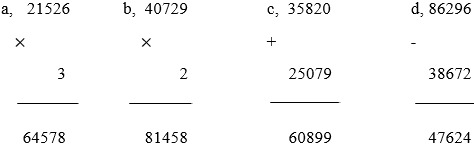 a, 21526 b, 40729 c, 35820 d, 86296
× × + -
3 2 25079 38672
64578 81458 60899 47624